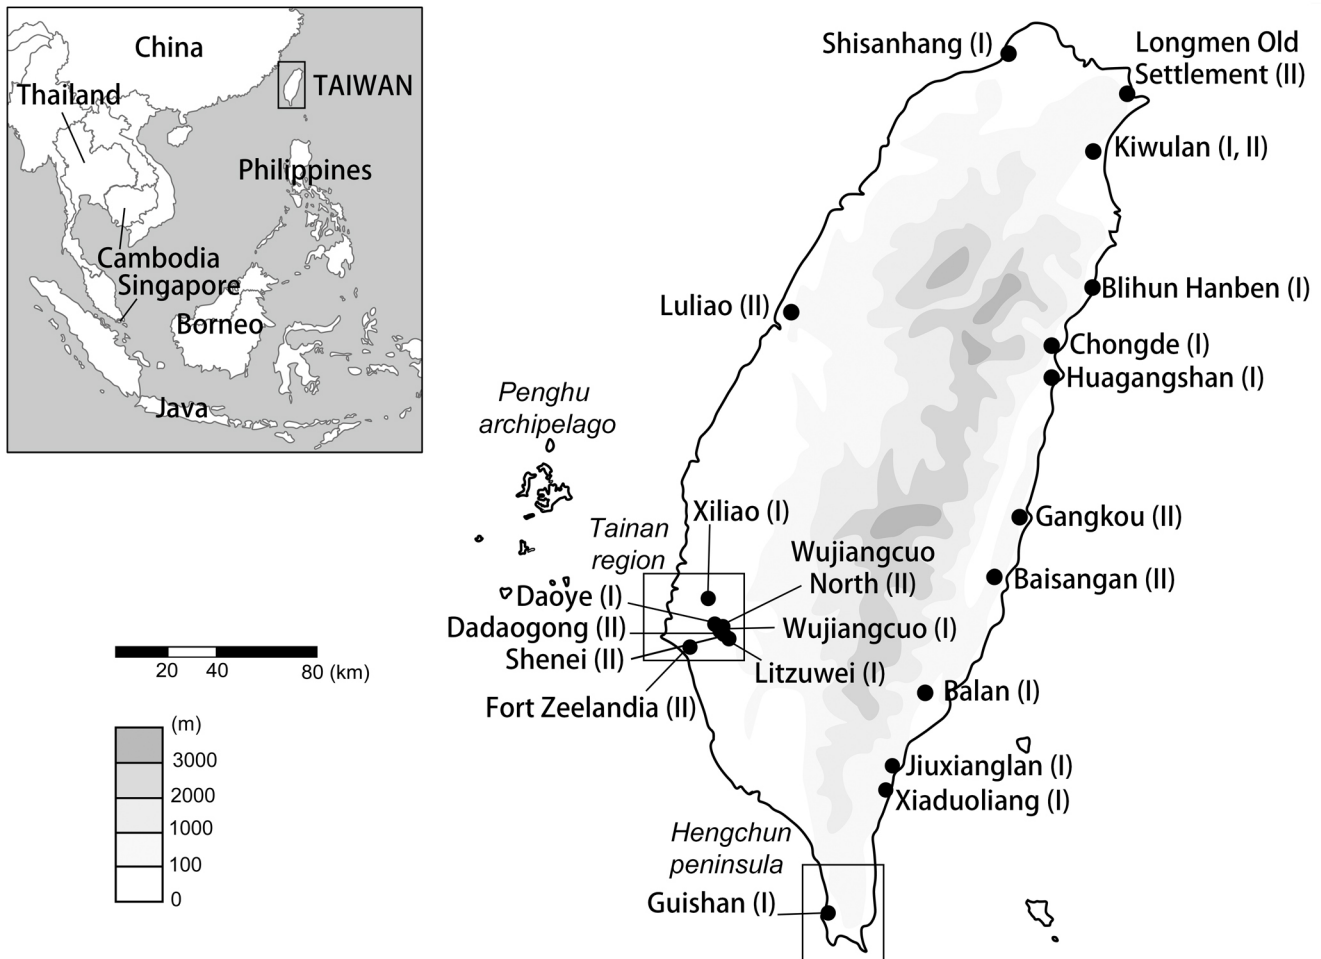 China
TAIWAN
Thailand
Philippines
Cambodia
Singapore
Borneo
Java
Shisanhang (I)
Longmen Old
Settlement (II)
Kiwulan (I, II)
Blihun Hanben (I)
Luliao (II)
Chongde (I)
Huagangshan (I)
Penghu
archipelago
Xiliao (I)
Gangkou (II)
Tainan
region
Wujiangcuo
North (II)
Baisangan (II)
Daoye (I)
Dadaogong (II)
Wujiangcuo (I)
Shenei (II)
Litzuwei (I)
Fort Zeelandia (II)
Balan (I)
20 40 80 (km)
(m)
3000
2000
1000
100
0
Jiuxianglan (I)
Xiaduoliang (I)
Hengchun
peninsula
Guishan (I)